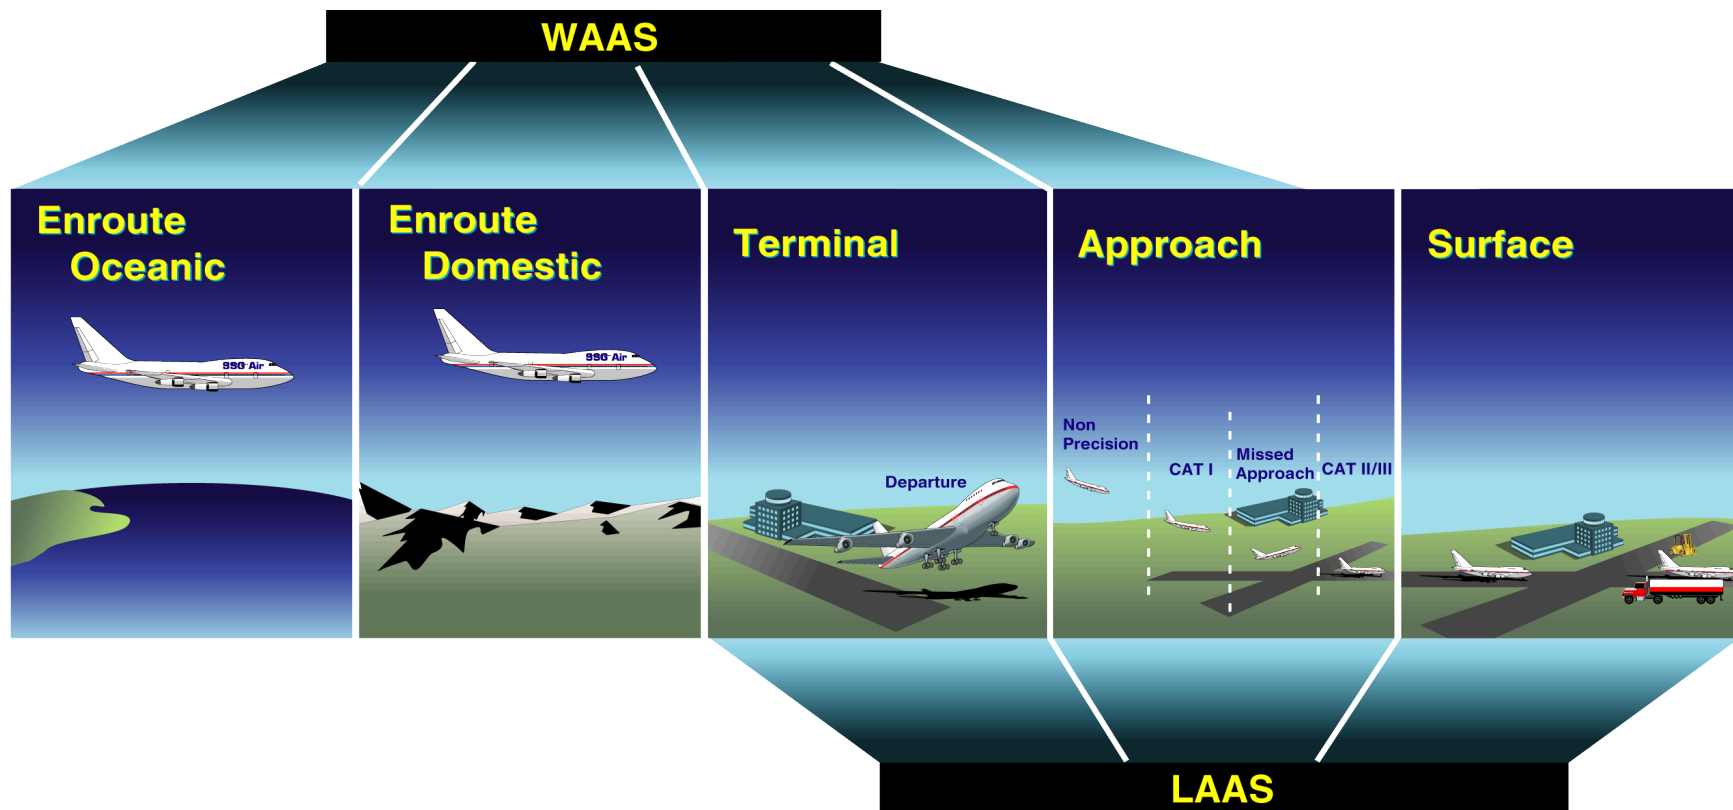 WAAS
Enroute
Oceanic
Enroute
Domestic
Terminal
Approach
Surface
SSG Air
SSG Air
Departure
Non
Precision
CAT I
Missed
Approach
CAT II/III
LAAS